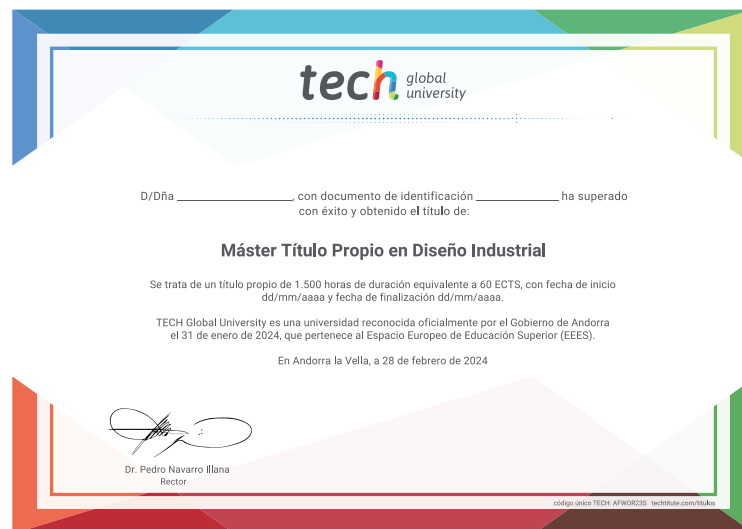 tech global university
D/Dña ____________________, con documento de identificación ______________ ha superado
con éxito y obtenido el título de:
Máster Título Propio en Diseño Industrial
Se trata de un título propio de 1.500 horas de duración equivalente a 60 ECTS, con fecha de inicio
dd/mm/aaaa y fecha de finalización dd/mm/aaaa.
TECH Global University es una universidad reconocida oficialmente por el Gobierno de Andorra
el 31 de enero de 2024, que pertenece al Espacio Europeo de Educación Superior (EEES).
En Andorra la Vella, a 28 de febrero de 2024
Dr. Pedro Navarro Illana
Rector
código único TECH: AFWOR23S techtitute.com/titulos